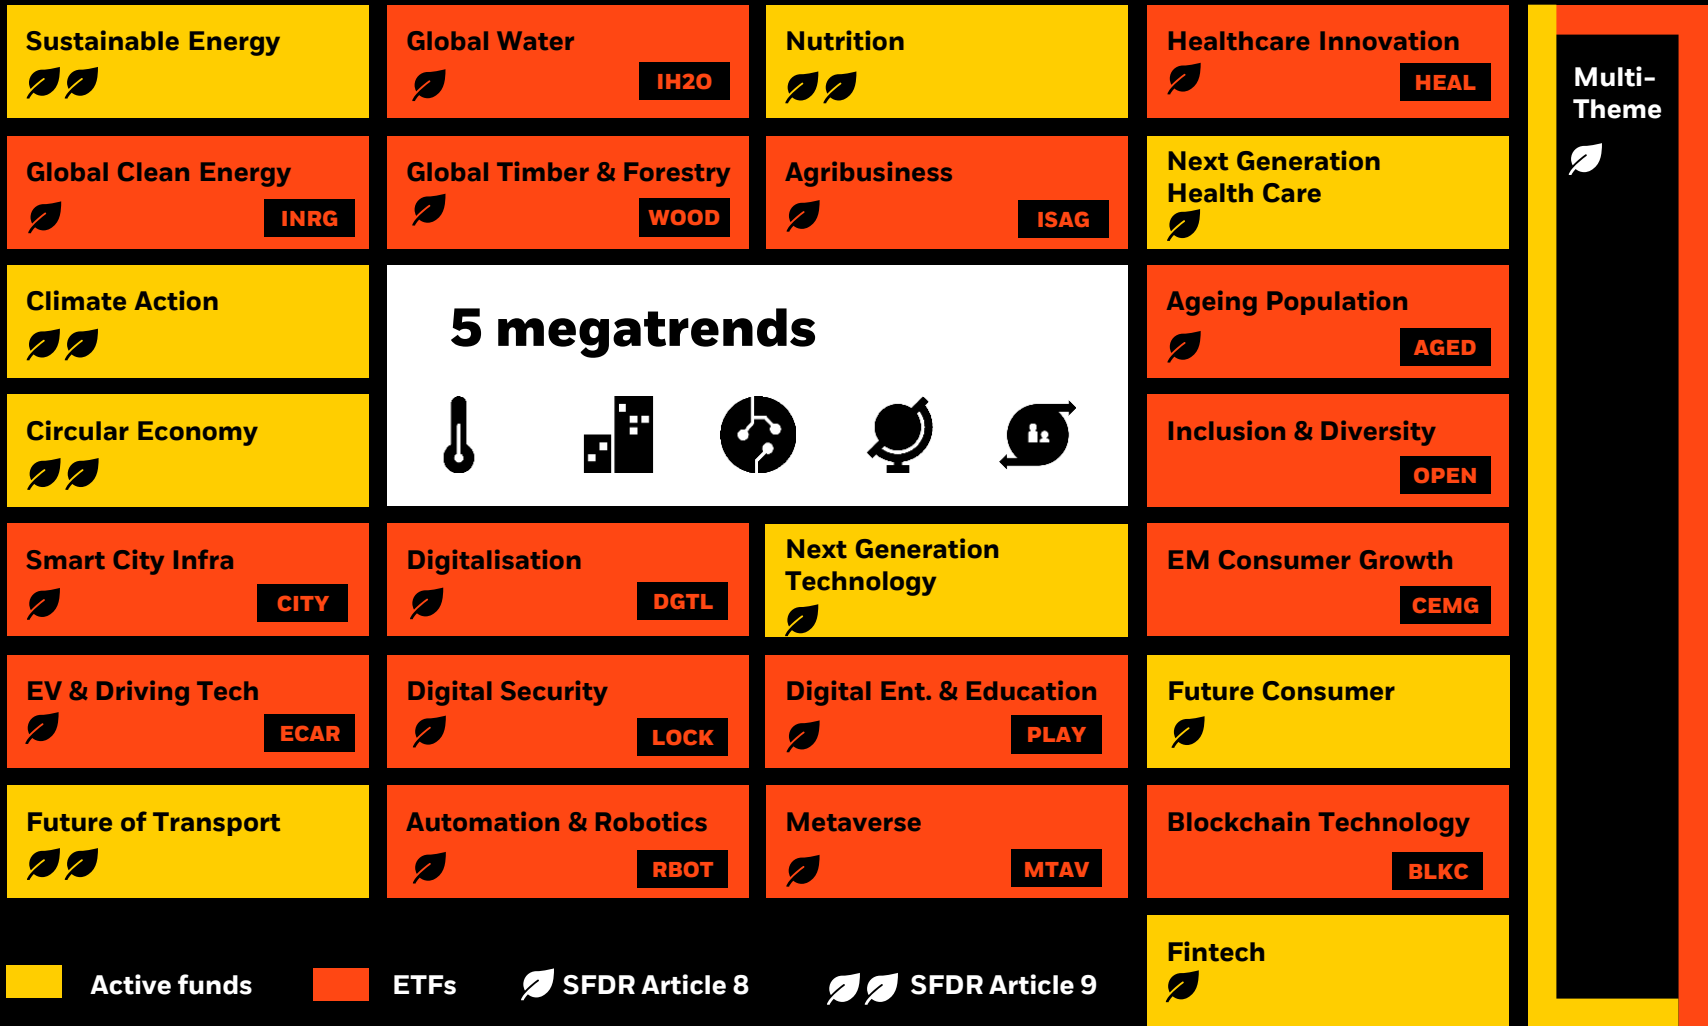 Sustainable Energy
Global Water
IH2O
Nutrition
Healthcare Innovation
HEAL
Multi-
Theme
Global Clean Energy
INRG
Global Timber & Forestry
WOOD
Agribusiness
ISAG
Next Generation
Health Care
Climate Action
5 megatrends
Ageing Population
AGED
Circular Economy
Inclusion & Diversity
OPEN
Smart City Infra
CITY
Digitalisation
DGTL
Next Generation
Technology
EM Consumer Growth
CEMG
EV & Driving Tech
ECAR
Digital Security
LOCK
Digital Ent. & Education
PLAY
Future Consumer
Future of Transport
Automation & Robotics
RBOT
Metaverse
MTAV
Blockchain Technology
BLKC
Fintech
Active funds
ETFs
SFDR Article 8
SFDR Article 9